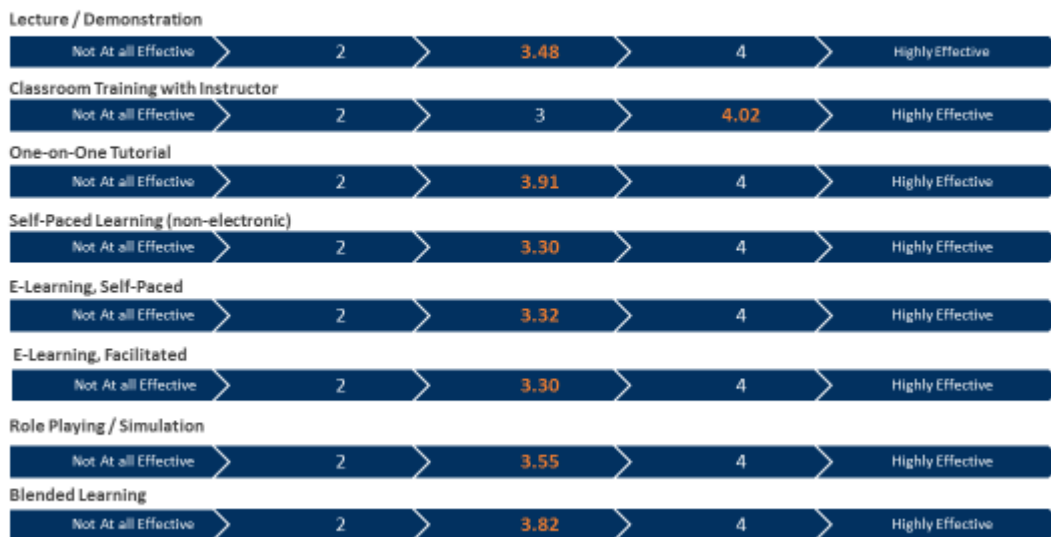 Lecture / Demonstration
Not At all Effective 2 3.48 4 Highly Effective
Classroom Training with Instructor
Not At all Effective 2 3 4.02 Highly Effective
One-on-One Tutorial
Not At all Effective 2 3.91 4 Highly Effective
Self-Paced Learning (non-electronic)
Not At all Effective 2 3.30 4 Highly Effective
E-Learning, Self-Paced
Not At all Effective 2 3.32 4 Highly Effective
E-Learning, Facilitated
Not At all Effective 2 3.30 4 Highly Effective
Role Playing / Simulation
Not At all Effective 2 3.55 4 Highly Effective
Blended Learning
Not At all Effective 2 3.82 4 Highly Effective